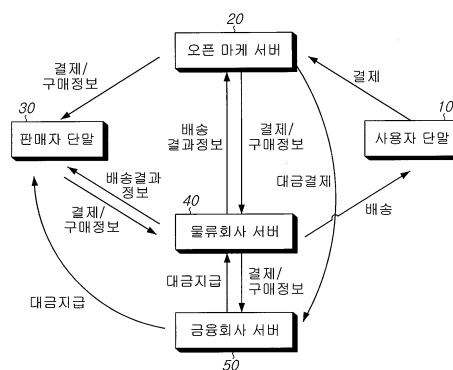 20
오픈 마케 서버
결제/
구매정보
결제
30
판매자 단말
10
사용자 단말
배송
결과정보
결제/
구매정보
대금결제
배송결과
정보
결제/
구매정보
40
물류회사 서버
배송
대금지급
결제/
구매정보
대금지급
금융회사 서버
50